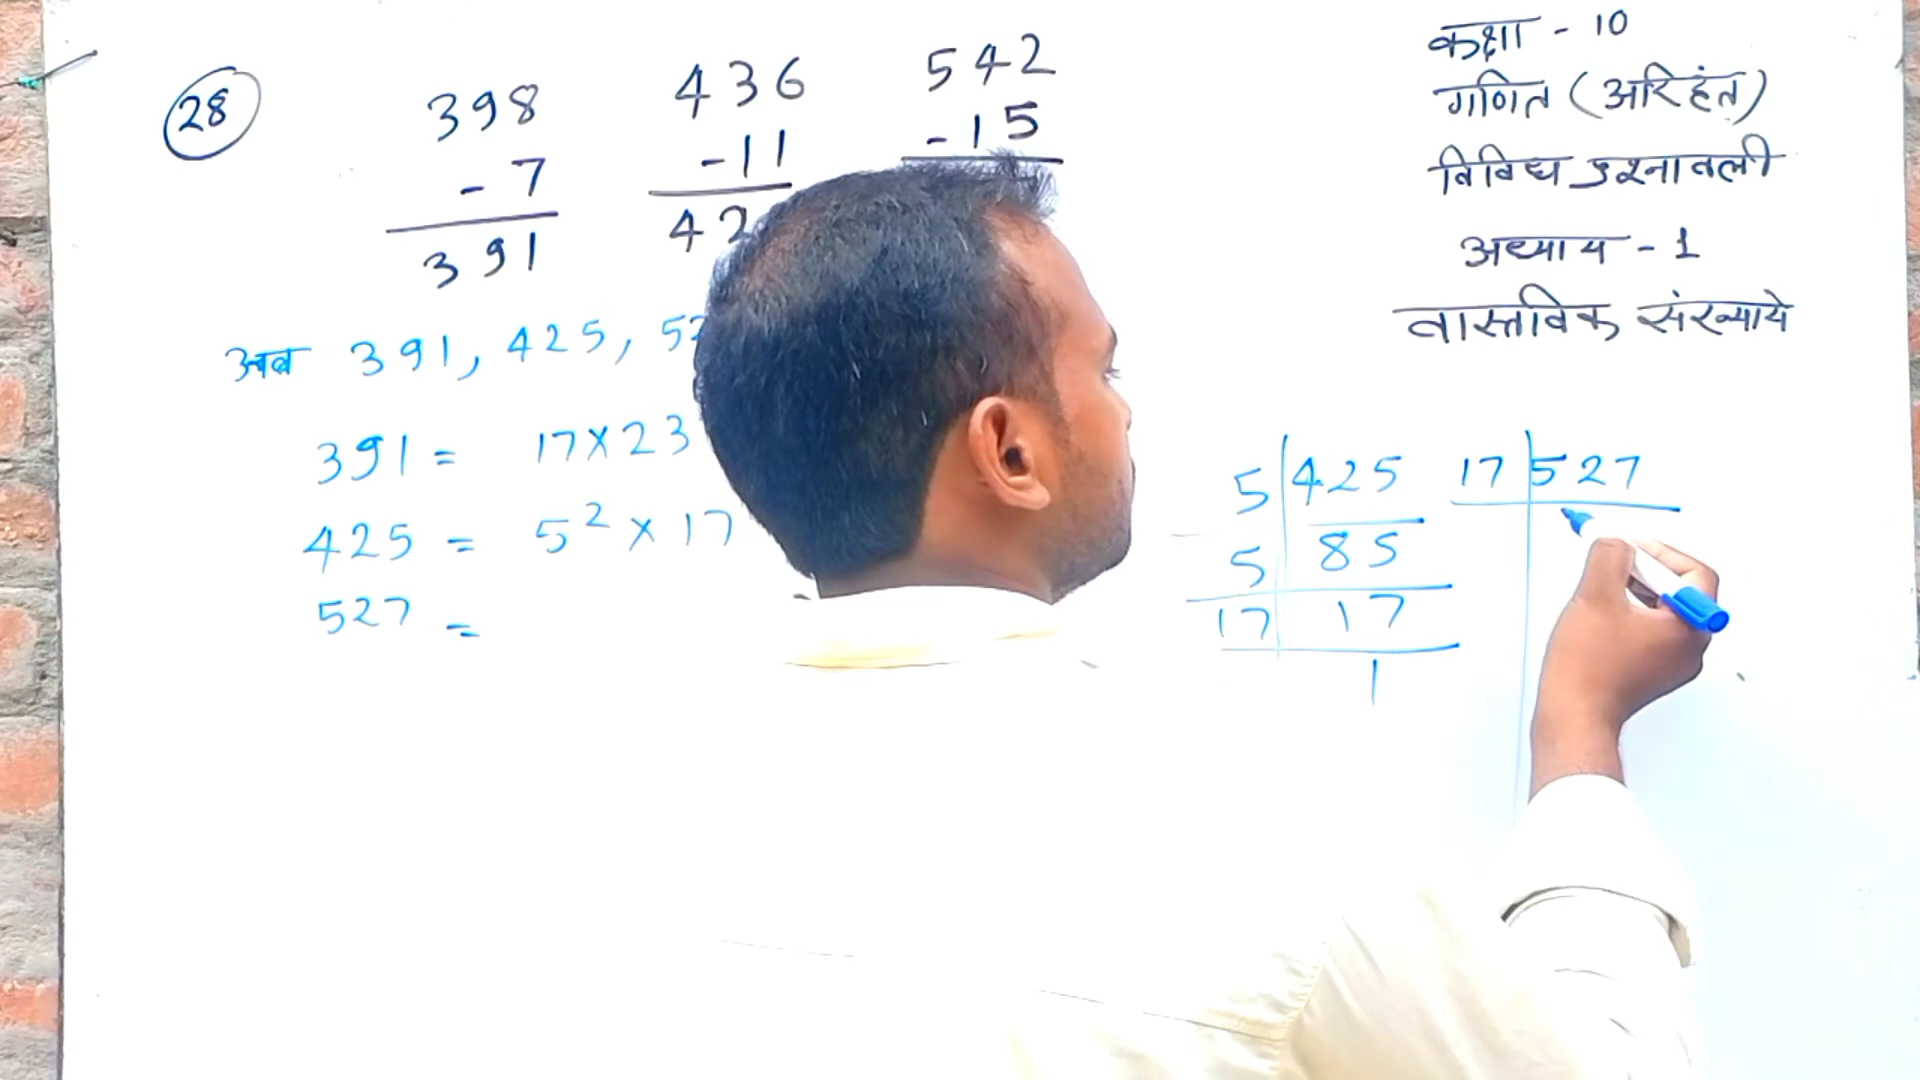 28
398
- 7
391
436
- 11
42
542
- 15
अब 391, 425, 52
391 = 17 × 23
425 = 5² × 17
527 =
5 | 425
5 | 85
17 | 17
1
17 | 527
कक्षा - 10
गणित (अरिहंत)
विविध प्रश्नावली
अध्याय - 1
वास्तविक संख्याये